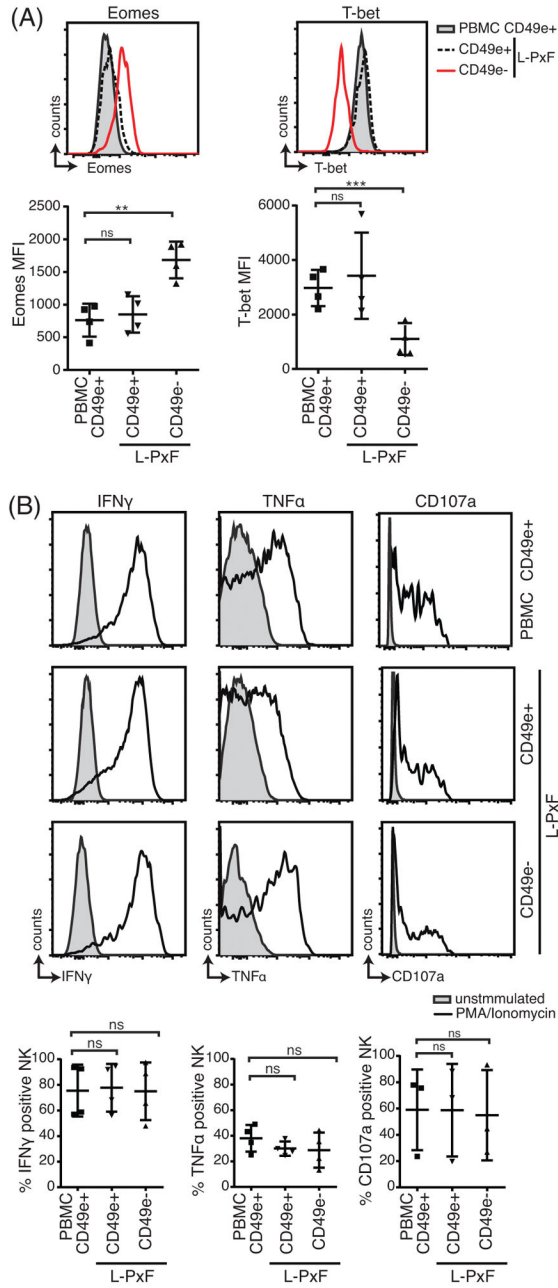 (A)
Eomes
T-bet
PBMC CD49e+
CD49e+
CD49e-
L-PxF
counts
Eomes
counts
T-bet
Eomes MFI
2500
2000
1500
1000
500
0
**
ns
PBMC
CD49e+
CD49e+
CD49e-
L-PxF
T-bet MFI
6000
4000
2000
0
***
ns
PBMC
CD49e+
CD49e+
CD49e-
L-PxF
(B)
IFNγ
TNFα
CD107a
PBMC CD49e+
CD49e+
CD49e-
L-PxF
counts
IFNγ
counts
TNFα
counts
CD107a
unstmmulated
PMA/Ionomycin
% IFNγ positive NK
100
80
60
40
20
0
ns
ns
PBMC
CD49e+
CD49e+
CD49e-
L-PxF
% TNFα positive NK
100
80
60
40
20
0
ns
ns
PBMC
CD49e+
CD49e+
CD49e-
L-PxF
% CD107a positive NK
100
80
60
40
20
0
ns
ns
PBMC
CD49e+
CD49e+
CD49e-
L-PxF